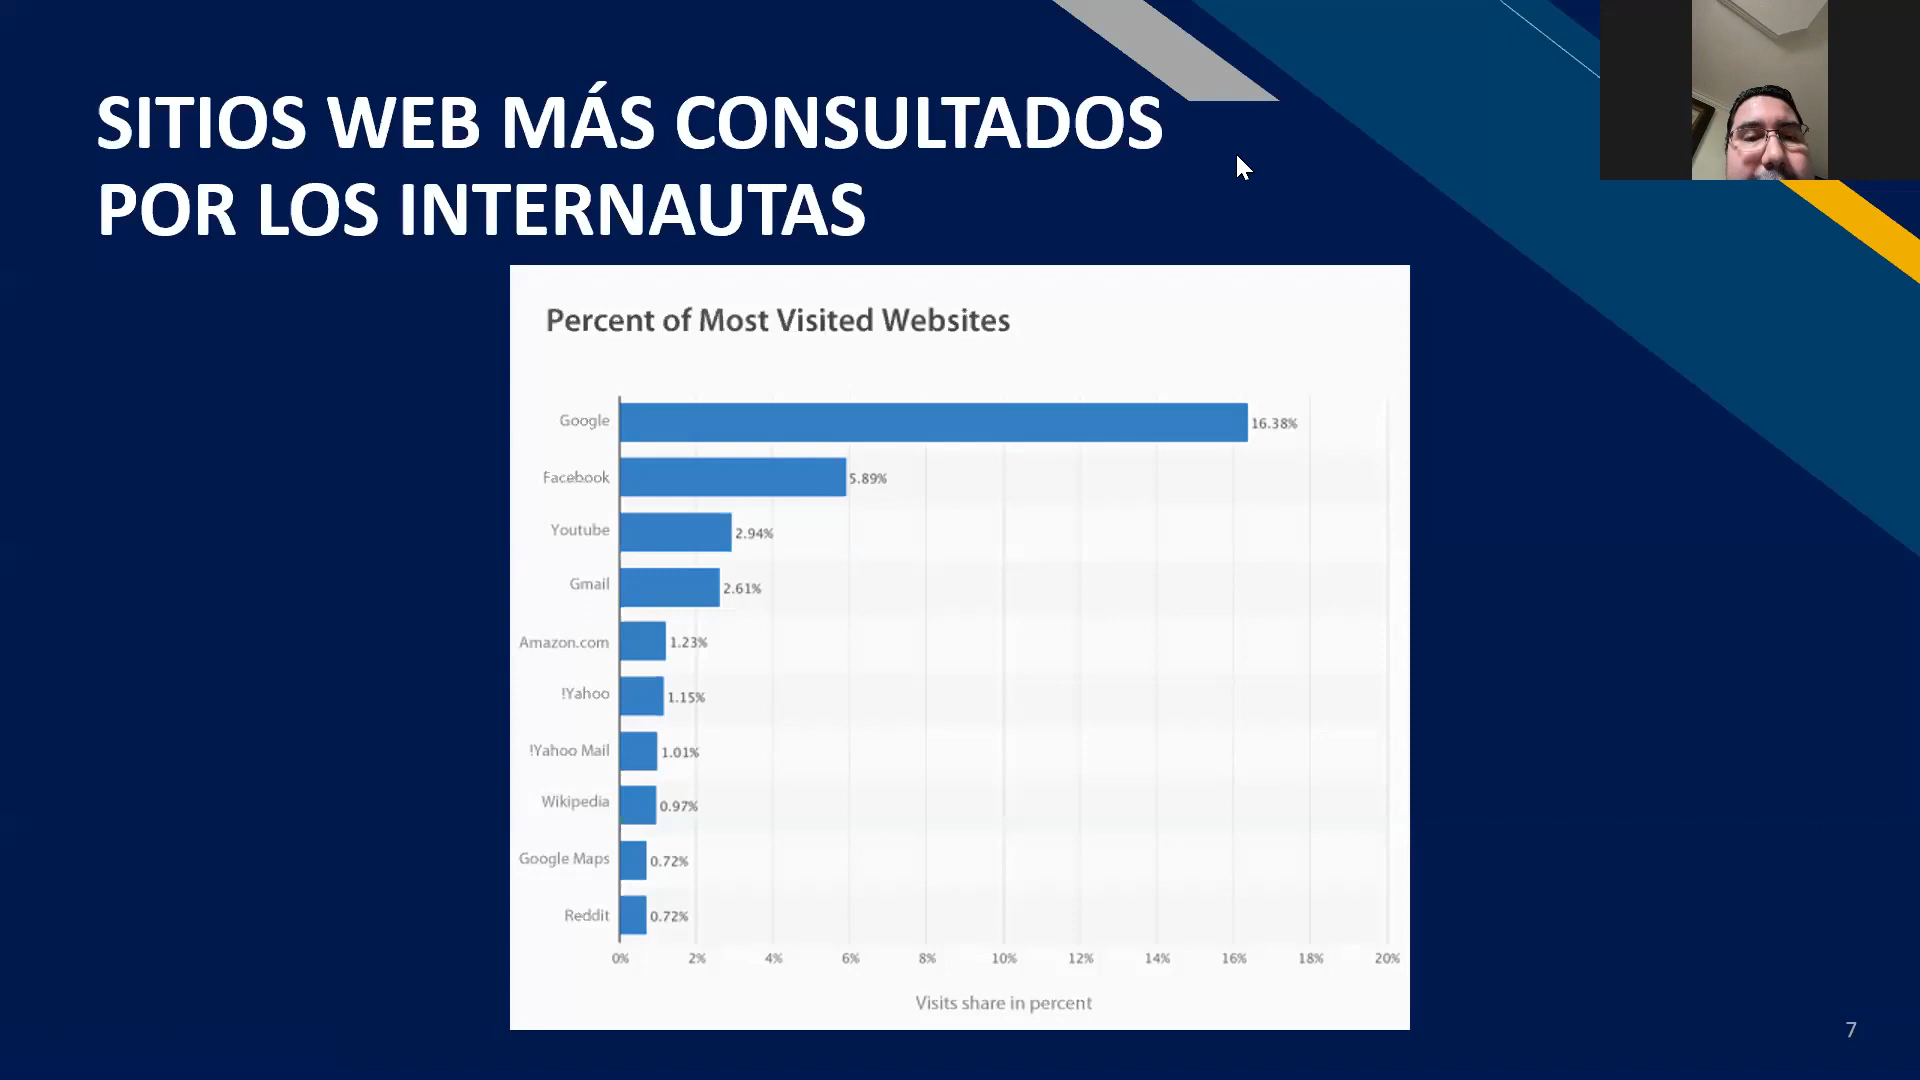 SITIOS WEB MÁS CONSULTADOS
POR LOS INTERNAUTAS
Percent of Most Visited Websites
Google 16.38%
Facebook 5.89%
Youtube 2.94%
Gmail 2.61%
Amazon.com 1.23%
!Yahoo 1.15%
!Yahoo Mail 1.01%
Wikipedia 0.97%
Google Maps 0.72%
Reddit 0.72%
0% 2% 4% 6% 8% 10% 12% 14% 16% 18% 20%
Visits share in percent
7